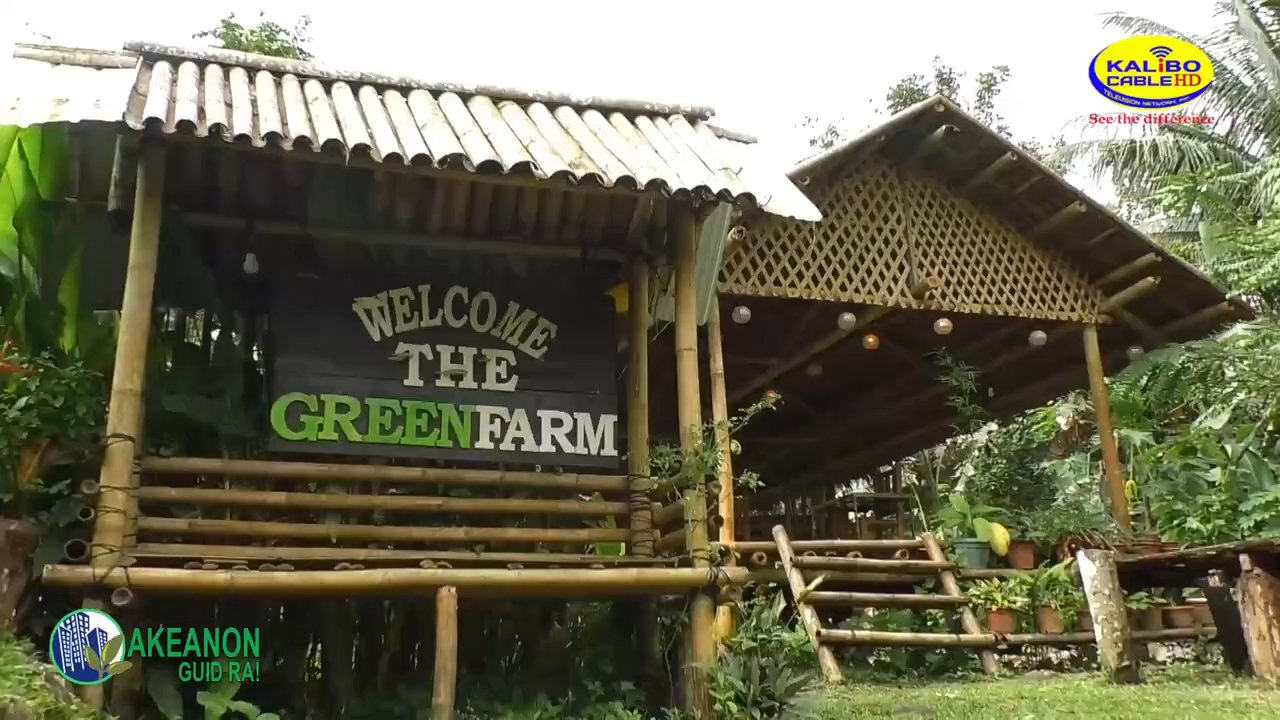 KALiBO
CABLE HD
TELEVISION NETWORK, INC.
See the difference
WELCOME
THE
GREENFARM
AKEANON
GUID RA!